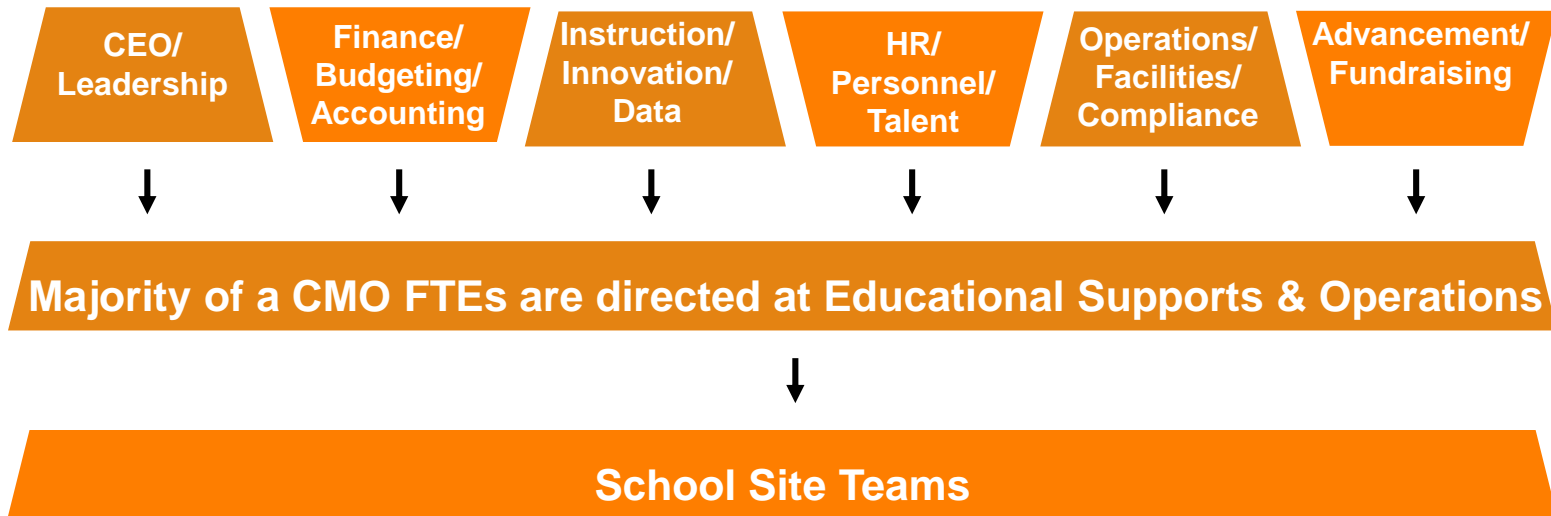 CEO/
Leadership
Finance/
Budgeting/
Accounting
Instruction/
Innovation/
Data
HR/
Personnel/
Talent
Operations/
Facilities/
Compliance
Advancement/
Fundraising
Majority of a CMO FTEs are directed at Educational Supports & Operations
School Site Teams